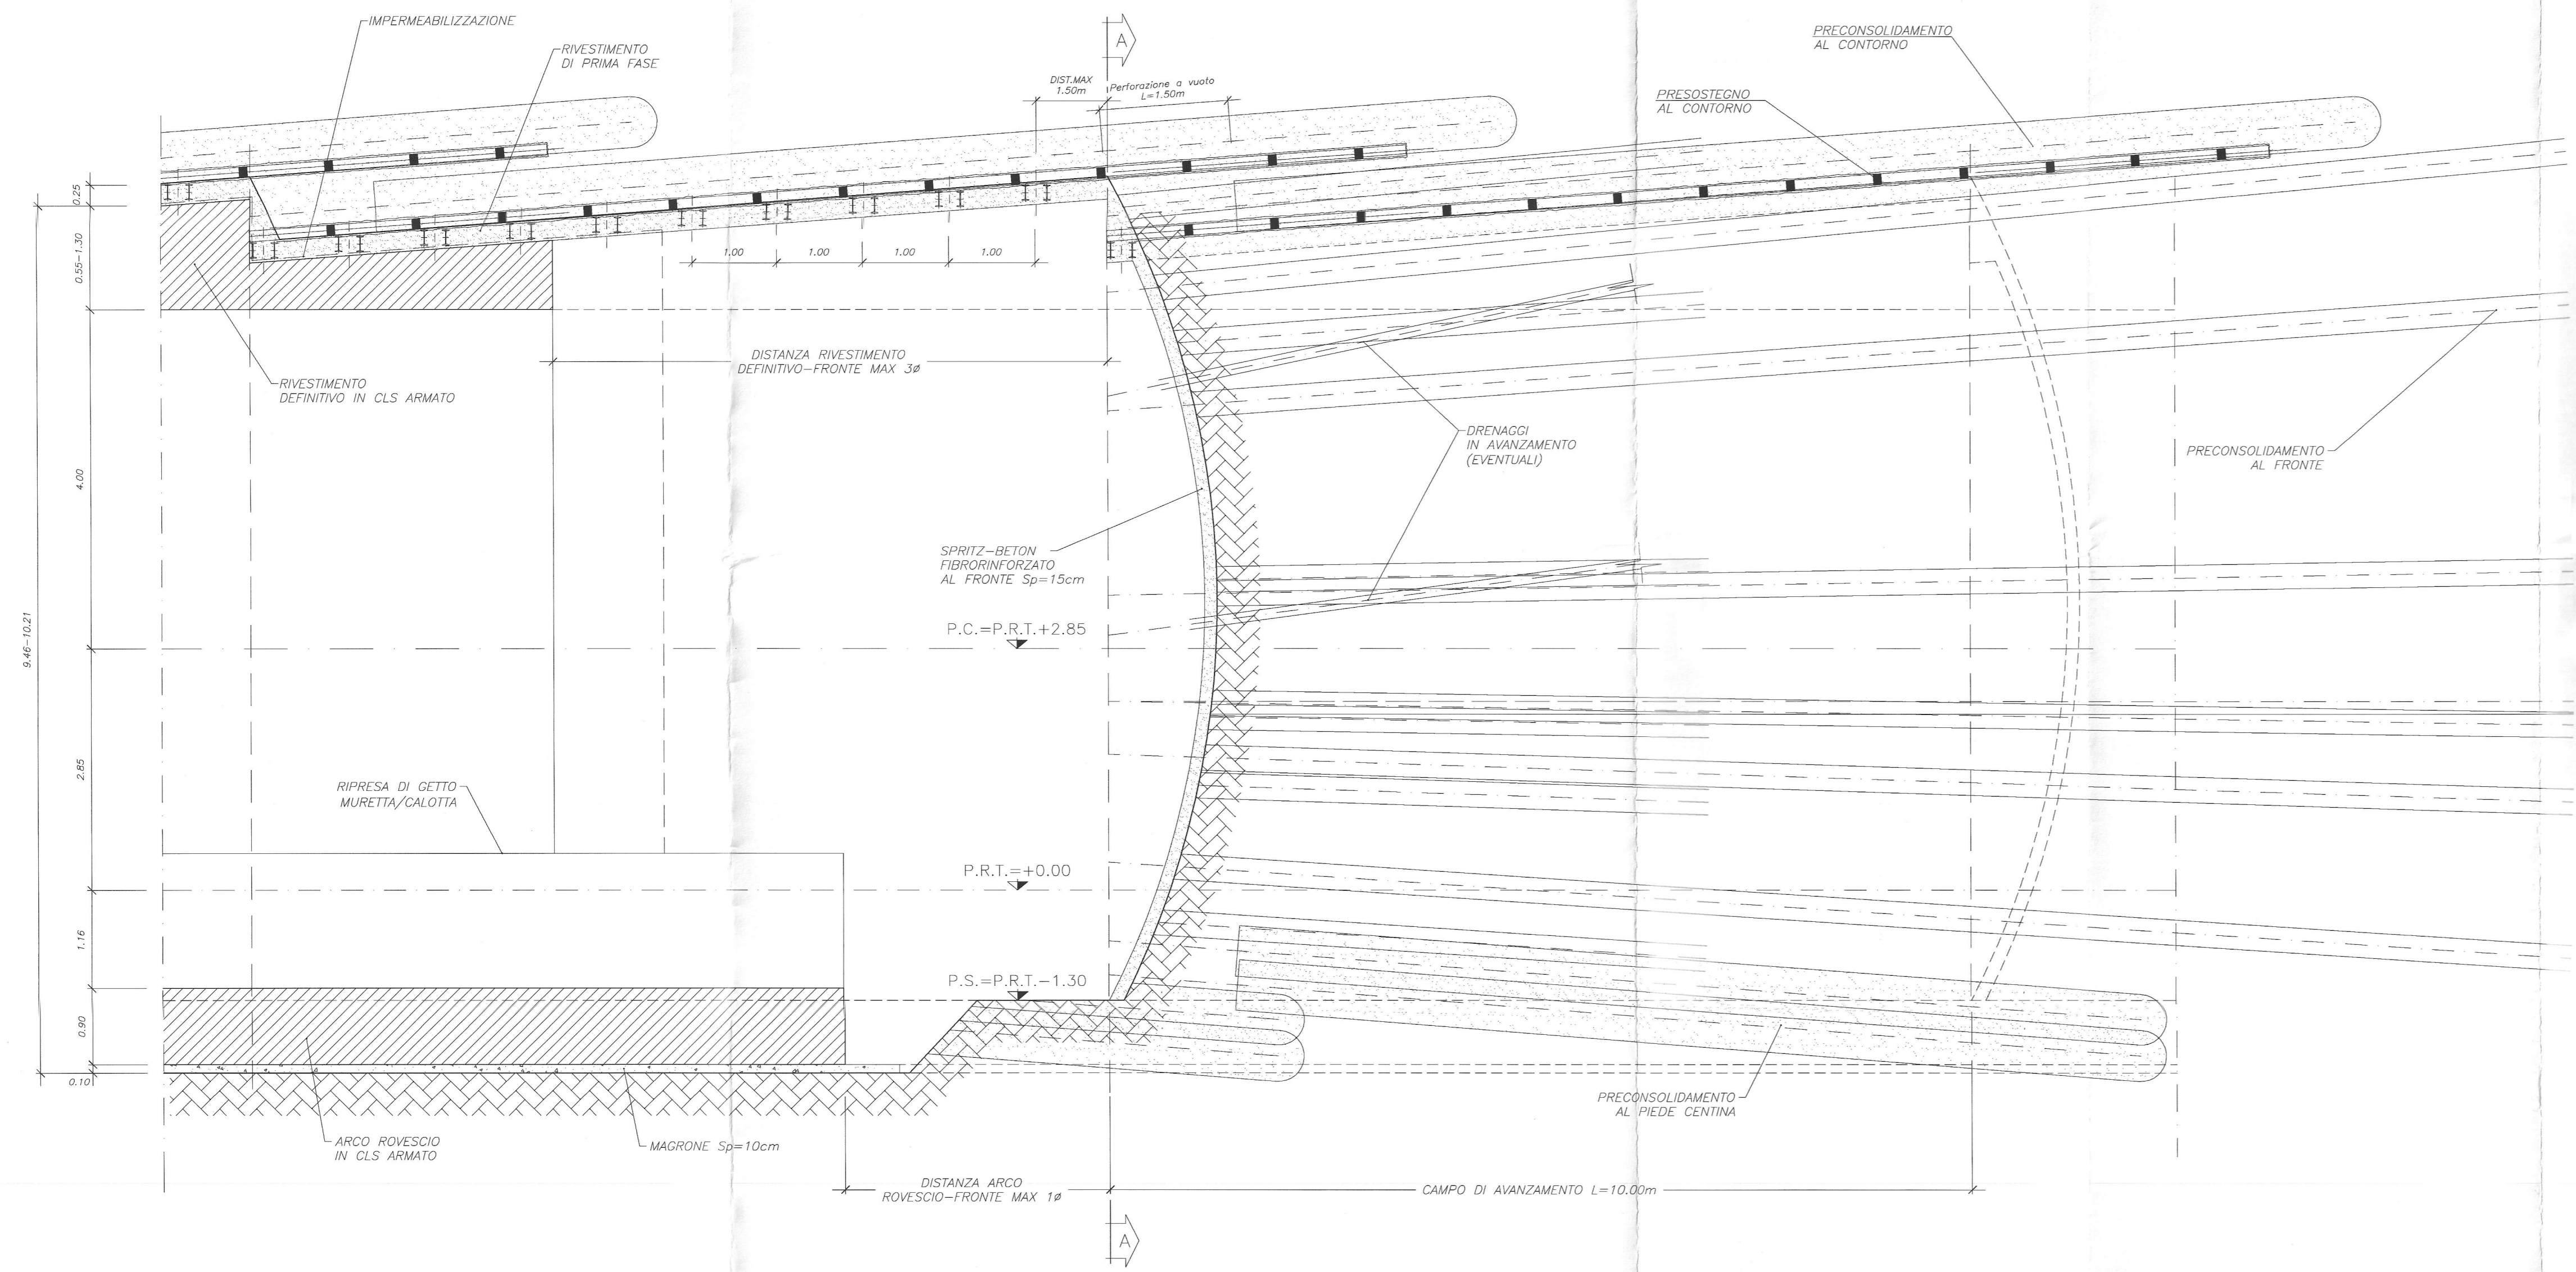 IMPERMEABILIZZAZIONE
RIVESTIMENTO
DI PRIMA FASE
A
DIST.MAX
1.50m
Perforazione a vuoto
L=1.50m
PRECONSOLIDAMENTO
AL CONTORNO
PRESOSTEGNO
AL CONTORNO
0.25
0.55-1.30
4.00
9.46-10.21
2.85
1.16
0.90
0.10
1.00
1.00
1.00
1.00
DISTANZA RIVESTIMENTO
DEFINITIVO-FRONTE MAX 3ø
RIVESTIMENTO
DEFINITIVO IN CLS ARMATO
DRENAGGI
IN AVANZAMENTO
(EVENTUALI)
PRECONSOLIDAMENTO
AL FRONTE
SPRITZ-BETON
FIBRORINFORZATO
AL FRONTE Sp=15cm
P.C.=P.R.T.+2.85
RIPRESA DI GETTO
MURETTA/CALOTTA
P.R.T.=+0.00
P.S.=P.R.T.-1.30
PRECONSOLIDAMENTO
AL PIEDE CENTINA
ARCO ROVESCIO
IN CLS ARMATO
MAGRONE Sp=10cm
DISTANZA ARCO
ROVESCIO-FRONTE MAX 1ø
CAMPO DI AVANZAMENTO L=10.00m
A